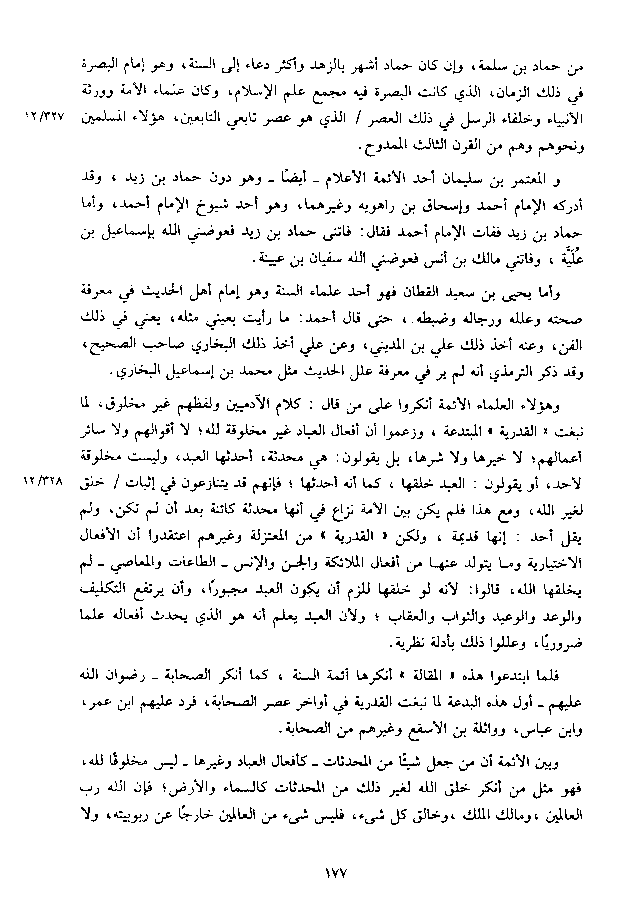 من حماد بن سلمة، وإن كان حماد أشهر بالزهد وأكثر دعاء إلى السنة، وهو إمام البصرة
في ذلك الزمان، الذي كانت البصرة فيه مجمع علم الإسلام، وكان علماء الأمة وورثة
١٢/٣٢٧ الأنبياء وخلفاء الرسل في ذلك العصر / الذي هو عصر تابعي التابعين، هؤلاء المسلمين
ونحوهم وهم من القرن الثالث الممدوح.
و المعتمر بن سليمان أحد الأئمة الأعلام ـ أيضًا ـ وهو دون حماد بن زيد ، وقد
أدركه الإمام أحمد وإسحاق بن راهويه وغيرهما، وهو أحد شيوخ الإمام أحمد، وأما
حماد بن زيد ففات الإمام أحمد فقال: فاتني حماد بن زيد فعوضني الله بإسماعيل بن
عُلَيَّة ، وفاتني مالك بن أنس فعوضني الله سفيان بن عيينة.
وأما يحيى بن سعيد القطان فهو أحد علماء السنة وهو إمام أهل الحديث في معرفة
صحته وعلله ورجاله وضبطه ، حتى قال أحمد: ما رأيت بعيني مثله، يعني في ذلك
الفن، وعنه أخذ ذلك علي بن المديني، وعن علي أخذ ذلك البخاري صاحب الصحيح،
وقد ذكر الترمذي أنه لم ير في معرفة علل الحديث مثل محمد بن إسماعيل البخاري.
وهؤلاء العلماء الأئمة أنكروا على من قال : كلام الآدميين ولفظهم غير مخلوق، لما
نبغت « القدرية » المبتدعة ، وزعموا أن أفعال العباد غير مخلوقة لله؛ لا أقوالهم ولا سائر
أعمالهم؛ لا خيرها ولا شرها، بل يقولون: هي محدثة، أحدثها العبد، وليست مخلوقة
١٢/٣٢٨ لأحد، أو يقولون : العبد خلقها ، كما أنه أحدثها ؛ فإنهم قد يتنازعون في إثبات / خلق
لغير الله، ومع هذا فلم يكن بين الأمة نزاع في أنها محدثة كائنة بعد أن لم تكن، ولم
يقل أحد : إنها قديمة ، ولكن « القدرية » من المعتزلة وغيرهم اعتقدوا أن الأفعال
الاختيارية وما يتولد عنها من أفعال الملائكة والجن والإنس ـ الطاعات والمعاصي ـ لم
يخلقها الله، قالوا: لأنه لو خلقها للزم أن يكون العبد مجبورًا، وأن يرتفع التكليف
والوعد والوعيد والثواب والعقاب ؛ ولأن العبد يعلم أنه هو الذي يحدث أفعاله علما
ضروريًا، وعللوا ذلك بأدلة نظرية.
فلما ابتدعوا هذه « المقالة » أنكرها أئمة السنة ، كما أنكر الصحابة ـ رضوان الله
عليهم ـ أول هذه البدعة لما نبغت القدرية في أواخر عصر الصحابة، فرد عليهم ابن عمر،
وابن عباس، وواثلة بن الأسقع وغيرهم من الصحابة.
وبين الأئمة أن من جعل شيئًا من المحدثات ـ كأفعال العباد وغيرها ـ ليس مخلوقًا لله،
فهو مثل من أنكر خلق الله لغير ذلك من المحدثات كالسماء والأرض؛ فإن الله رب
العالمين ،ومالك الملك ،وخالق كل شيء، فليس شيء من العالمين خارجًا عن ربوبيته، ولا
١٧٧